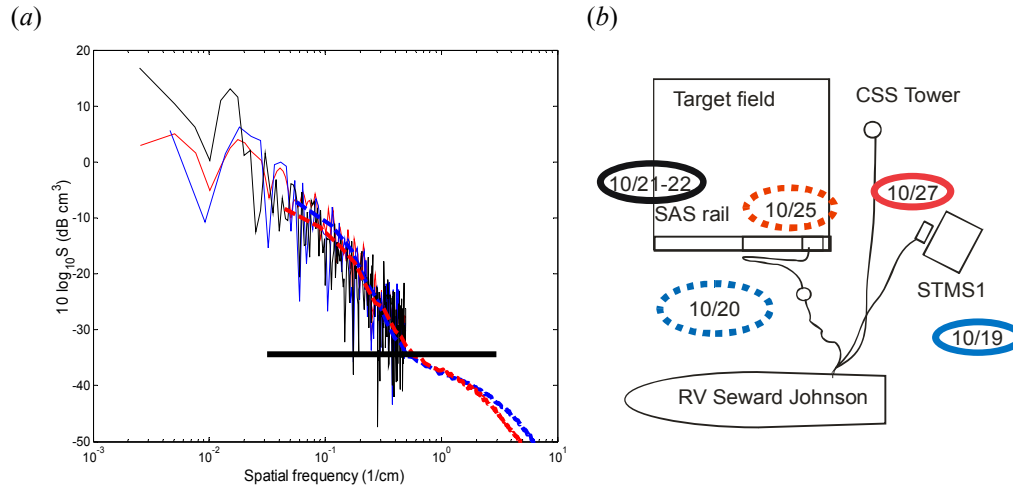 (a)
(b)
20
10
0
-10
-20
-30
-40
-50
10 log10S (dB cm3)
10-3
10-2
10-1
100
101
Spatial frequency (1/cm)
Target field
CSS Tower
10/21-22
10/27
SAS rail
10/25
STMS1
10/20
10/19
RV Seward Johnson